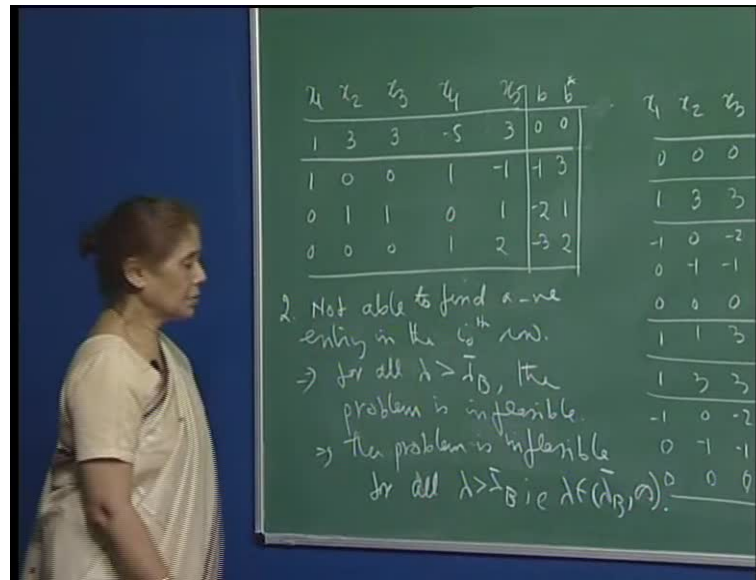 x₁ x₂ x₃ x₄ x₅ b b*
1 3 3 -5 3 0 0
1 0 0 1 -1 -1 3
0 1 1 0 1 -2 1
0 0 0 1 2 -3 2
2. Not able to find a -ve
entry in the i₀th row.
→ for all λ > λ̄_B, the
problem is infeasible.
⇒ The problem is infeasible
for all λ > λ̄_B i.e λ ∈ (λ̄_B, ∞).
x₁ x₂ x₃
0 0 0
1 3 3
-1 0 -2
0 -1 -1
0 0 0
1 1 3
1 3 3
-1 0 -2
0 -1 -1
0 0 0